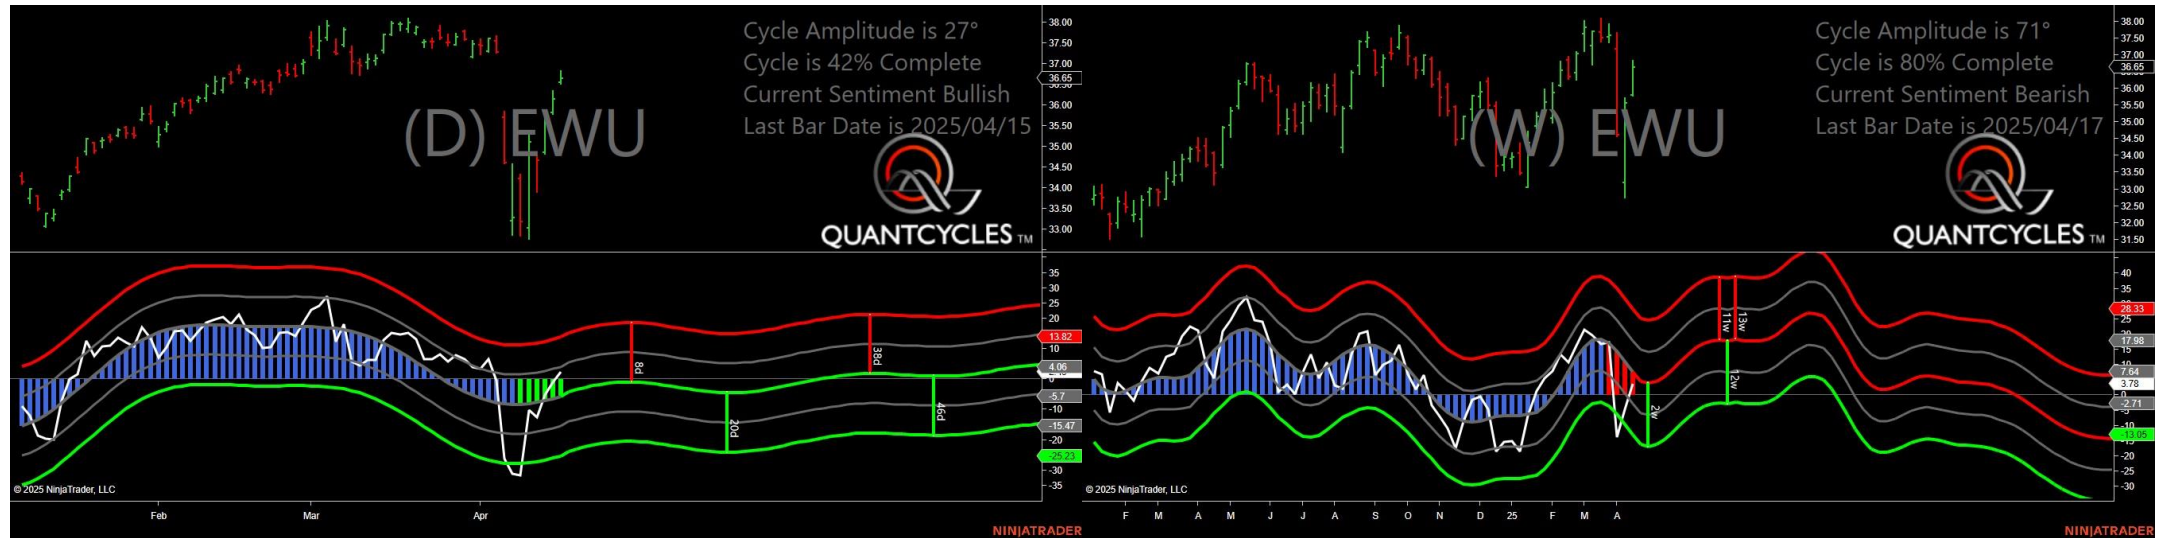 Cycle Amplitude is 27°
Cycle is 42% Complete
Current Sentiment Bullish
Last Bar Date is 2025/04/15
(D) EWU
QUANTCYCLES TM
38.00
37.50
37.00
36.65
36.00
35.50
35.00
34.50
34.00
33.50
33.00
35
30
25
20
13.82
10
4.06
0
-5.7
-10
-15.47
-20
-25.23
-30
-35
8d
20d
38d
46d
© 2025 NinjaTrader, LLC
Feb Mar Apr
NINJATRADER
Cycle Amplitude is 71°
Cycle is 80% Complete
Current Sentiment Bearish
Last Bar Date is 2025/04/17
(W) EWU
QUANTCYCLES TM
38.00
37.50
37.00
36.65
36.00
35.50
35.00
34.50
34.00
33.50
33.00
32.50
32.00
31.50
40
35
28.33
25
17.98
15
7.64
3.78
0
-2.71
-10
-13.05
-20
-25
-30
2w
11w
12w
13w
© 2025 NinjaTrader, LLC
F M A M J J A S O N D 25 F M A
NINJATRADER